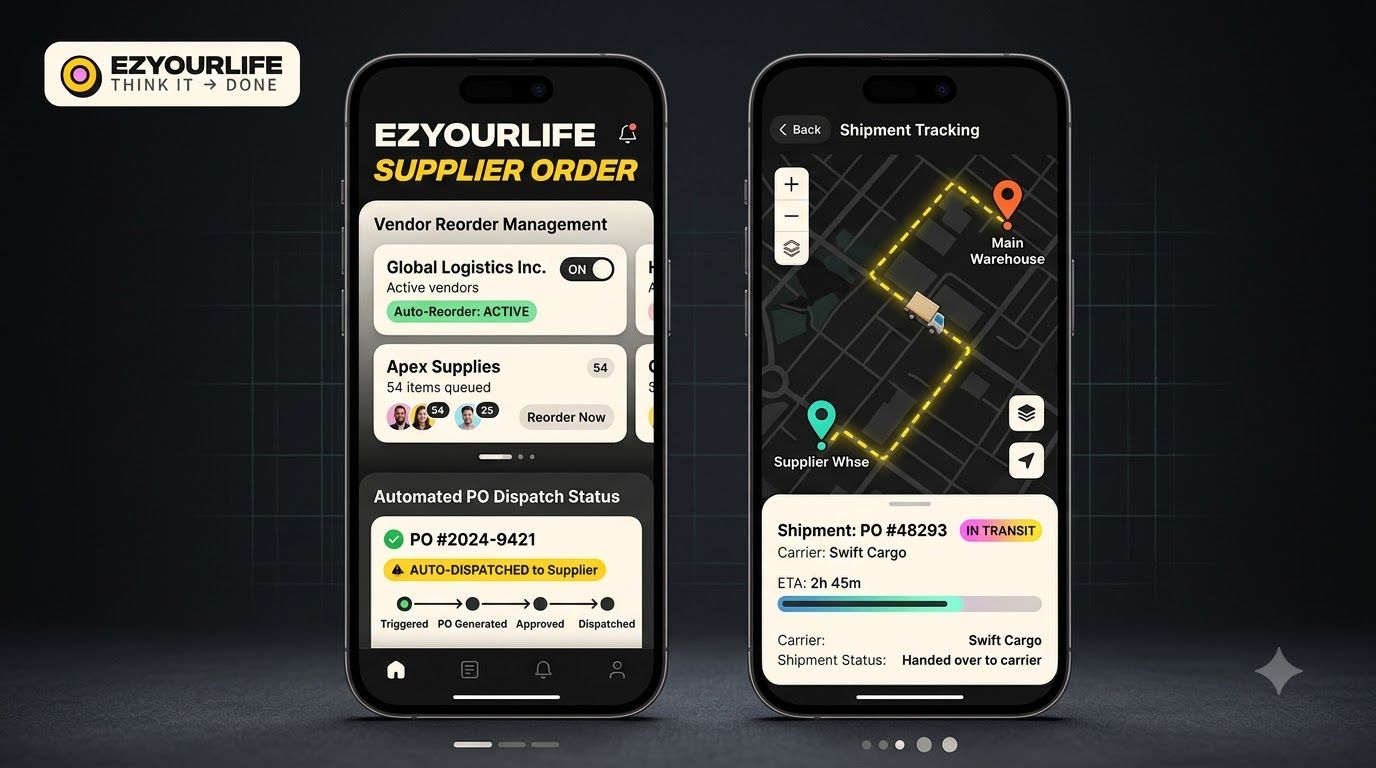 EZYOURLIFE
THINK IT → DONE
EZYOURLIFE
SUPPLIER ORDER
Vendor Reorder Management
Global Logistics Inc.
ON
Active vendors
Auto-Reorder: ACTIVE
Apex Supplies
54
54 items queued
54
25
Reorder Now
Automated PO Dispatch Status
PO #2024-9421
AUTO-DISPATCHED to Supplier
Triggered PO Generated Approved Dispatched
Back
Shipment Tracking
+
−
Main
Warehouse
Supplier Whse
Shipment: PO #48293
IN TRANSIT
Carrier: Swift Cargo
ETA: 2h 45m
Carrier: Swift Cargo
Shipment Status: Handed over to carrier